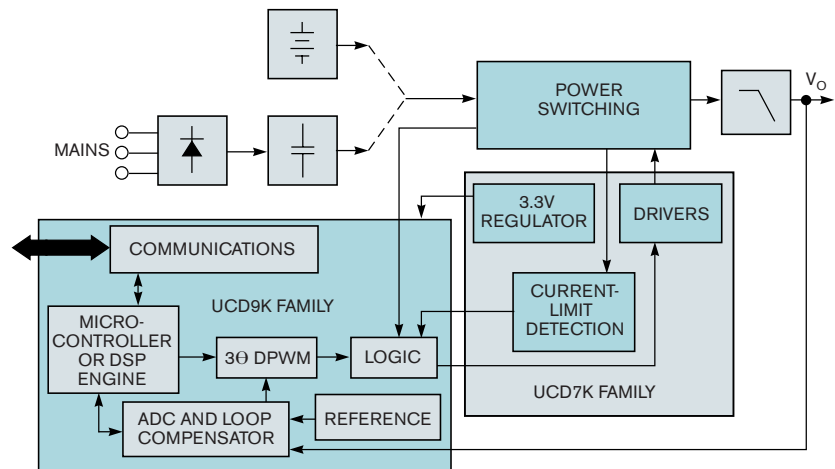 MAINS
POWER
SWITCHING
V_O
3.3V
REGULATOR
DRIVERS
COMMUNICATIONS
UCD9K FAMILY
CURRENT-
LIMIT
DETECTION
MICRO-
CONTROLLER
OR DSP
ENGINE
3Θ DPWM
LOGIC
UCD7K FAMILY
ADC AND LOOP
COMPENSATOR
REFERENCE